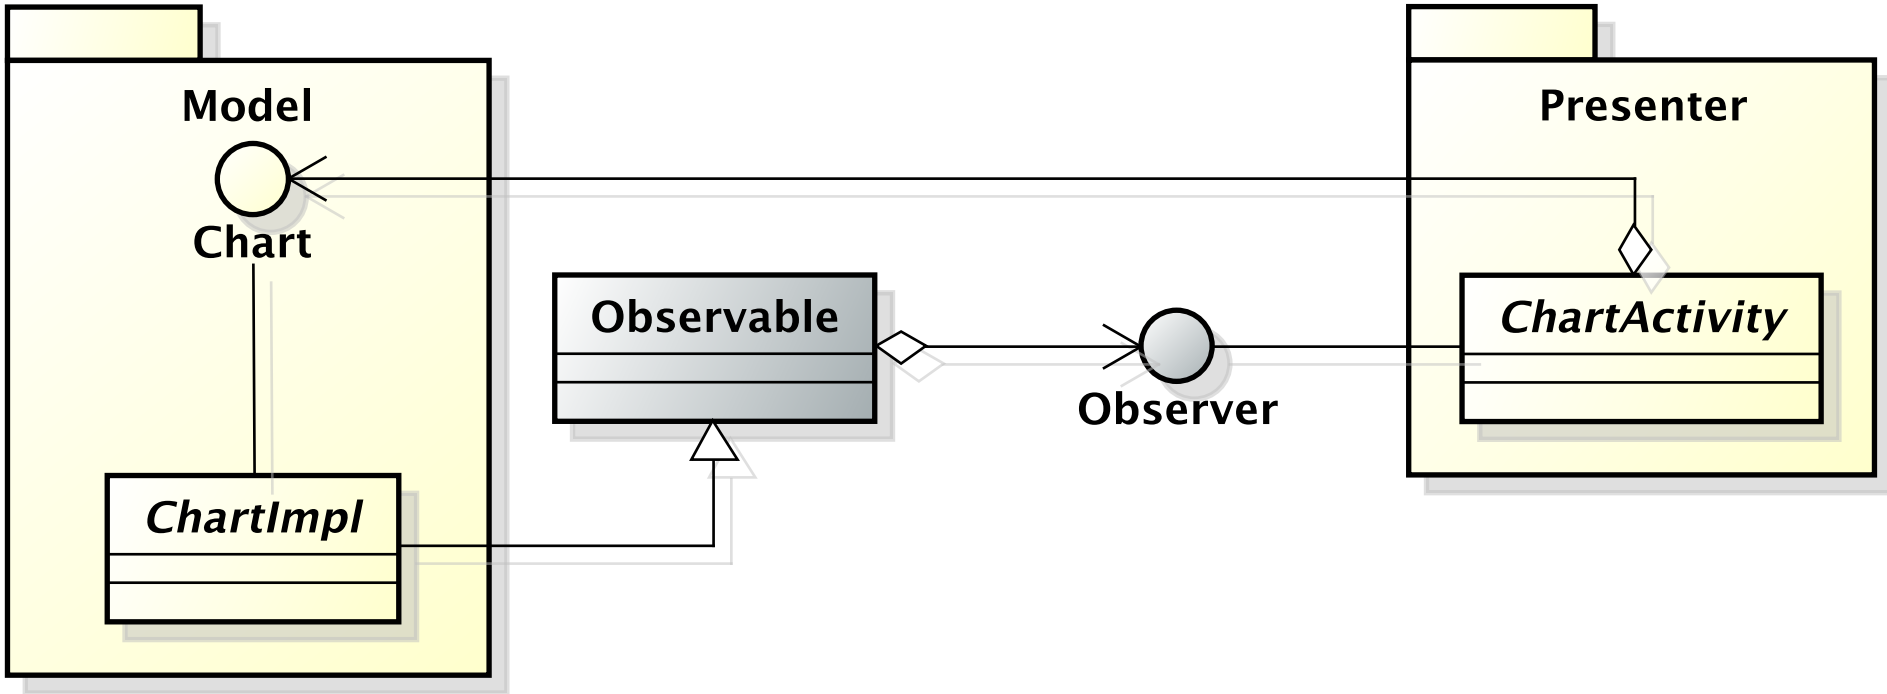 Model
Presenter
Chart
Observable
ChartActivity
Observer
ChartImpl